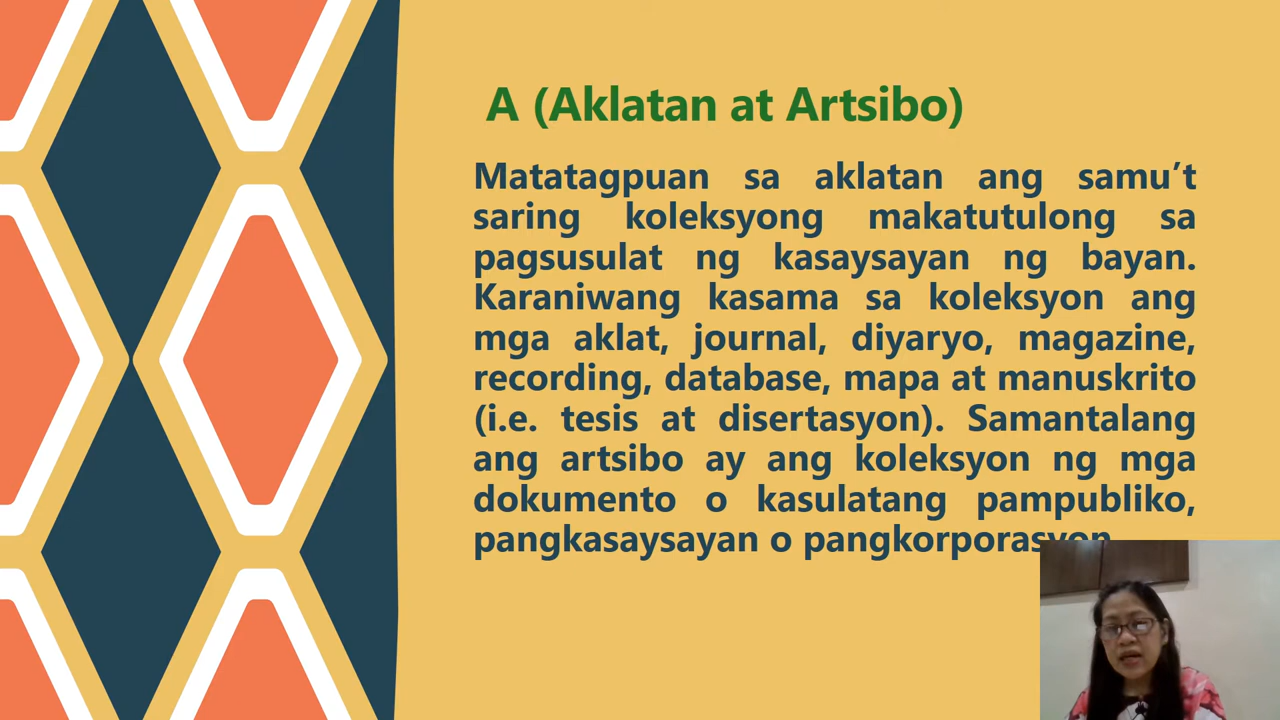 A (Aklatan at Artsibo)
Matatagpuan sa aklatan ang samu’t
saring koleksyong makatutulong sa
pagsusulat ng kasaysayan ng bayan.
Karaniwang kasama sa koleksyon ang
mga aklat, journal, diyaryo, magazine,
recording, database, mapa at manuskrito
(i.e. tesis at disertasyon). Samantalang
ang artsibo ay ang koleksyon ng mga
dokumento o kasulatang pampubliko,
pangkasaysayan o pangkorporasyon